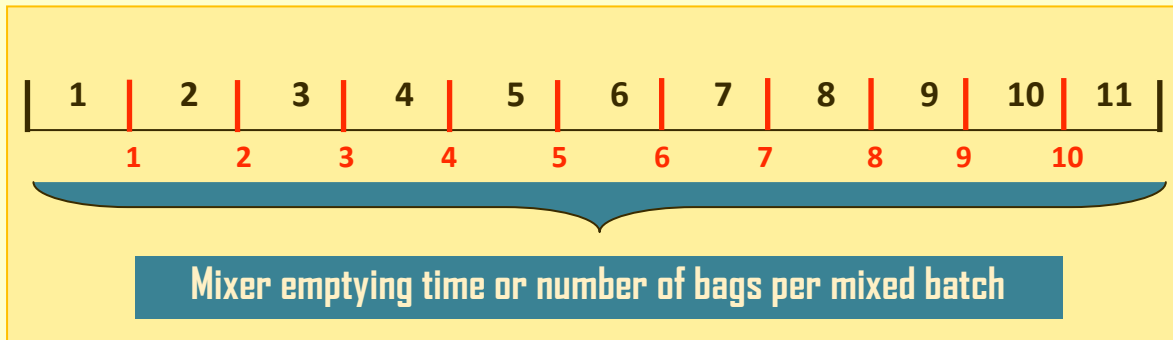 1 2 3 4 5 6 7 8 9 10 11
1 2 3 4 5 6 7 8 9 10
Mixer emptying time or number of bags per mixed batch